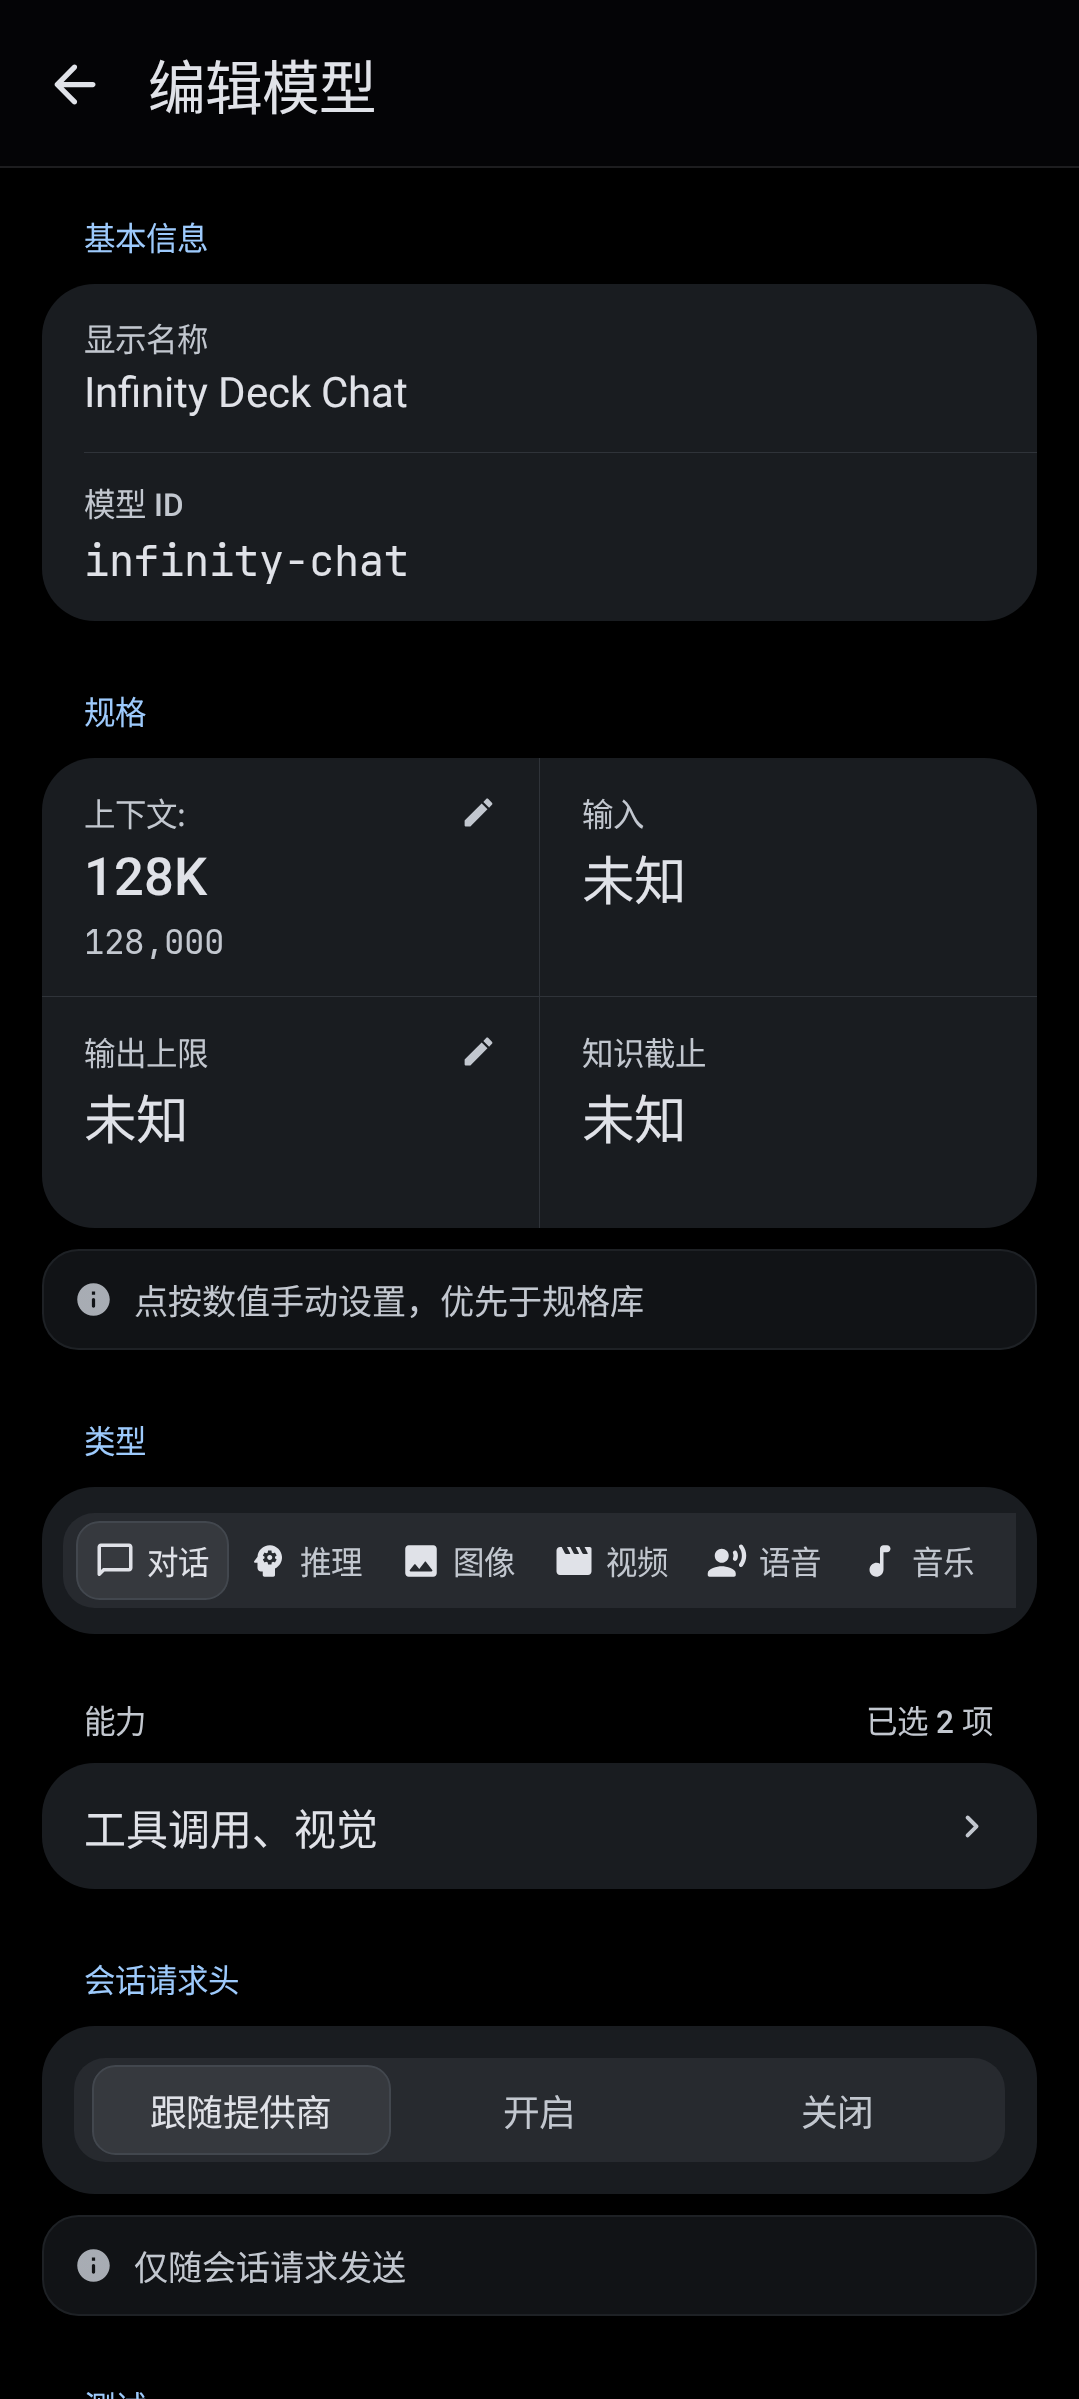 编辑模型
基本信息
显示名称
Infinity Deck Chat
模型 ID
infinity-chat
规格
上下文:
128K
128,000
输入
未知
输出上限
未知
知识截止
未知
点按数值手动设置，优先于规格库
类型
对话 推理 图像 视频 语音 音乐
能力 已选 2 项
工具调用、视觉
会话请求头
跟随提供商 开启 关闭
仅随会话请求发送